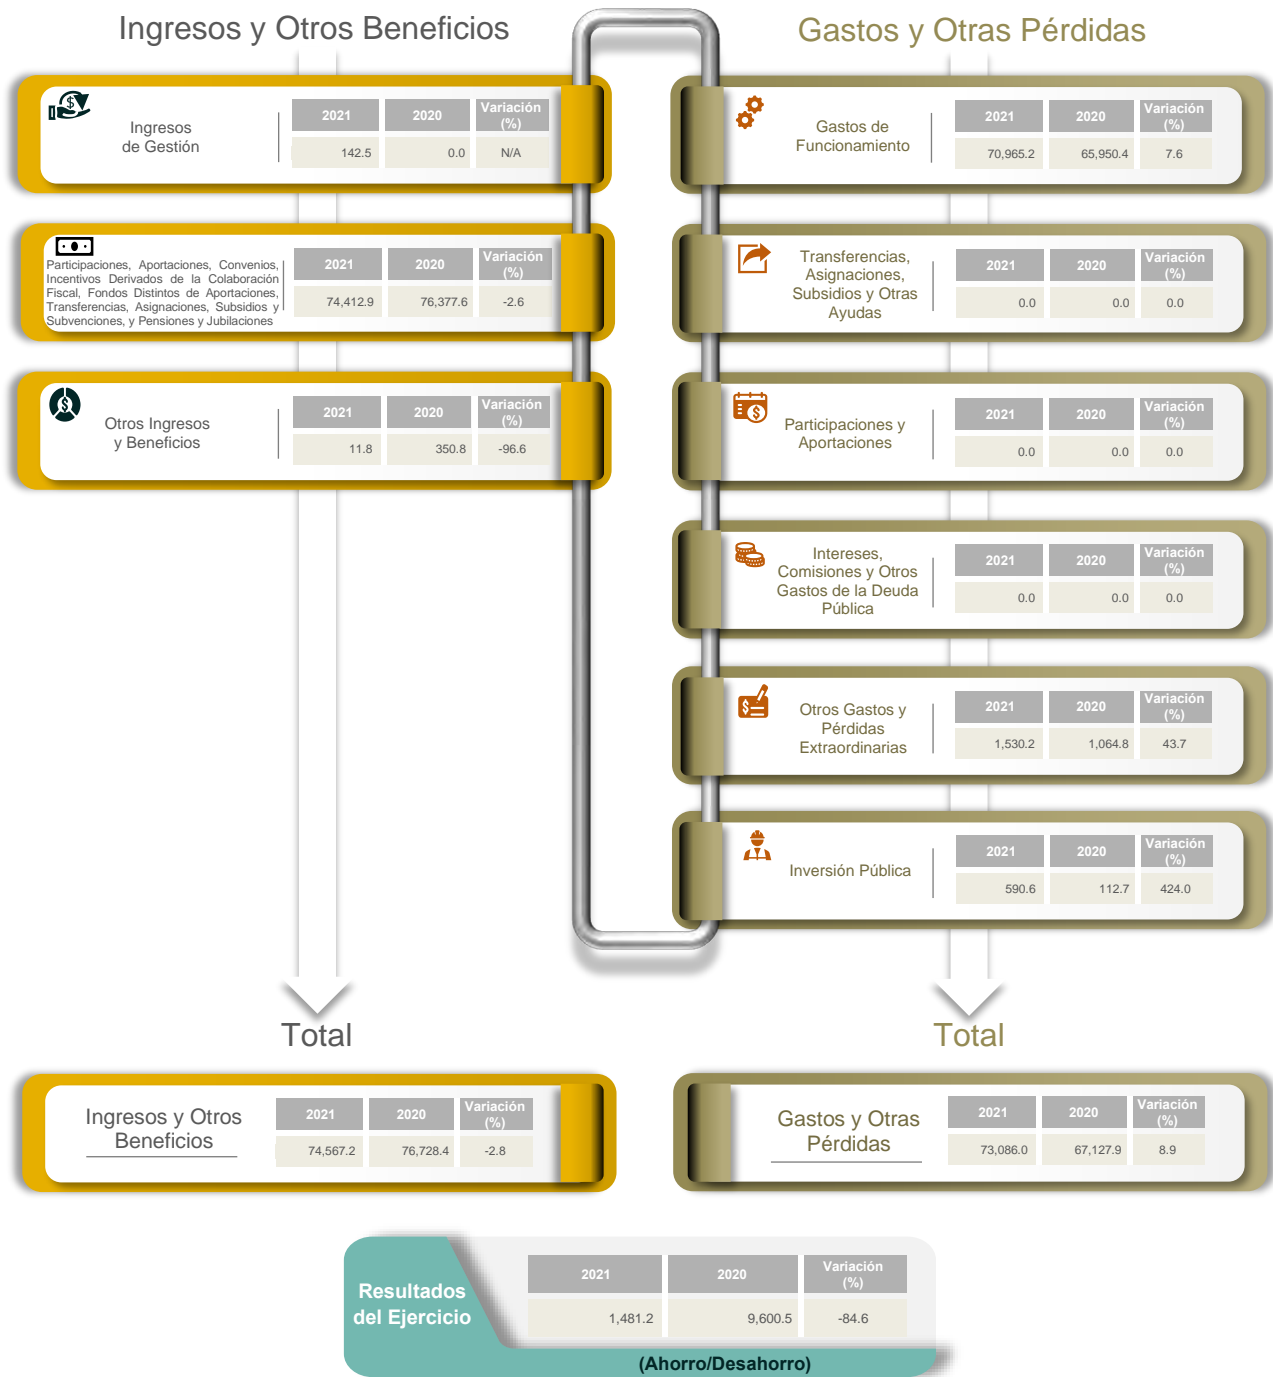 Ingresos y Otros Beneficios
Ingresos
de Gestión
2021 2020 Variación
(%)
142.5 0.0 N/A
Participaciones, Aportaciones, Convenios,
Incentivos Derivados de la Colaboración
Fiscal, Fondos Distintos de Aportaciones,
Transferencias, Asignaciones, Subsidios y
Subvenciones, y Pensiones y Jubilaciones
2021 2020 Variación
(%)
74,412.9 76,377.6 -2.6
Otros Ingresos
y Beneficios
2021 2020 Variación
(%)
11.8 350.8 -96.6
Gastos y Otras Pérdidas
Gastos de
Funcionamiento
2021 2020 Variación
(%)
70,965.2 65,950.4 7.6
Transferencias,
Asignaciones,
Subsidios y Otras
Ayudas
2021 2020 Variación
(%)
0.0 0.0 0.0
Participaciones y
Aportaciones
2021 2020 Variación
(%)
0.0 0.0 0.0
Intereses,
Comisiones y Otros
Gastos de la Deuda
Pública
2021 2020 Variación
(%)
0.0 0.0 0.0
Otros Gastos y
Pérdidas
Extraordinarias
2021 2020 Variación
(%)
1,530.2 1,064.8 43.7
Inversión Pública
2021 2020 Variación
(%)
590.6 112.7 424.0
Total
Ingresos y Otros
Beneficios
2021 2020 Variación
(%)
74,567.2 76,728.4 -2.8
Total
Gastos y Otras
Pérdidas
2021 2020 Variación
(%)
73,086.0 67,127.9 8.9
Resultados
del Ejercicio
2021 2020 Variación
(%)
1,481.2 9,600.5 -84.6
(Ahorro/Desahorro)